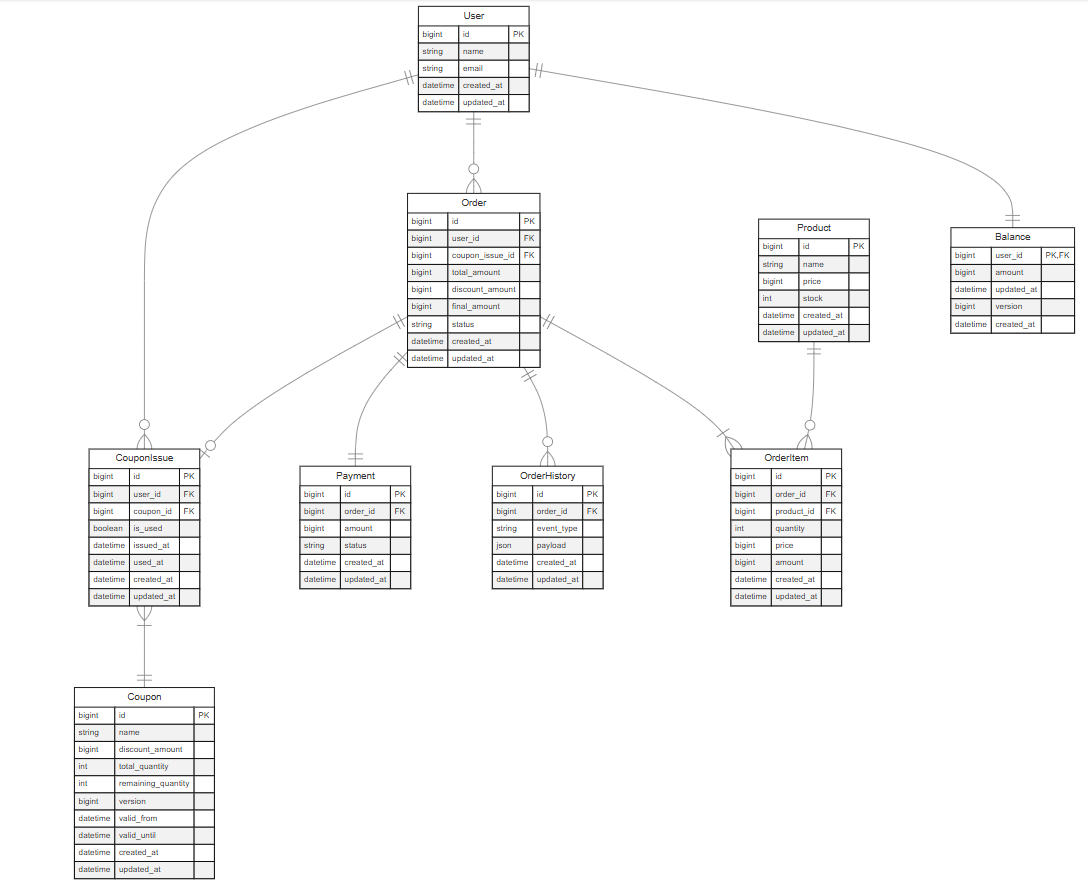 User
bigint id PK
string name
string email
datetime created_at
datetime updated_at
Order
bigint id PK
bigint user_id FK
bigint coupon_issue_id FK
bigint total_amount
bigint discount_amount
bigint final_amount
string status
datetime created_at
datetime updated_at
Product
bigint id PK
string name
bigint price
int stock
datetime created_at
datetime updated_at
Balance
bigint user_id PK,FK
bigint amount
datetime updated_at
bigint version
datetime created_at
CouponIssue
bigint id PK
bigint user_id FK
bigint coupon_id FK
boolean is_used
datetime issued_at
datetime used_at
datetime created_at
datetime updated_at
Payment
bigint id PK
bigint order_id FK
bigint amount
string status
datetime created_at
datetime updated_at
OrderHistory
bigint id PK
bigint order_id FK
string event_type
json payload
datetime created_at
datetime updated_at
OrderItem
bigint id PK
bigint order_id FK
bigint product_id FK
int quantity
bigint price
bigint amount
datetime created_at
datetime updated_at
Coupon
bigint id PK
string name
bigint discount_amount
int total_quantity
int remaining_quantity
bigint version
datetime valid_from
datetime valid_until
datetime created_at
datetime updated_at